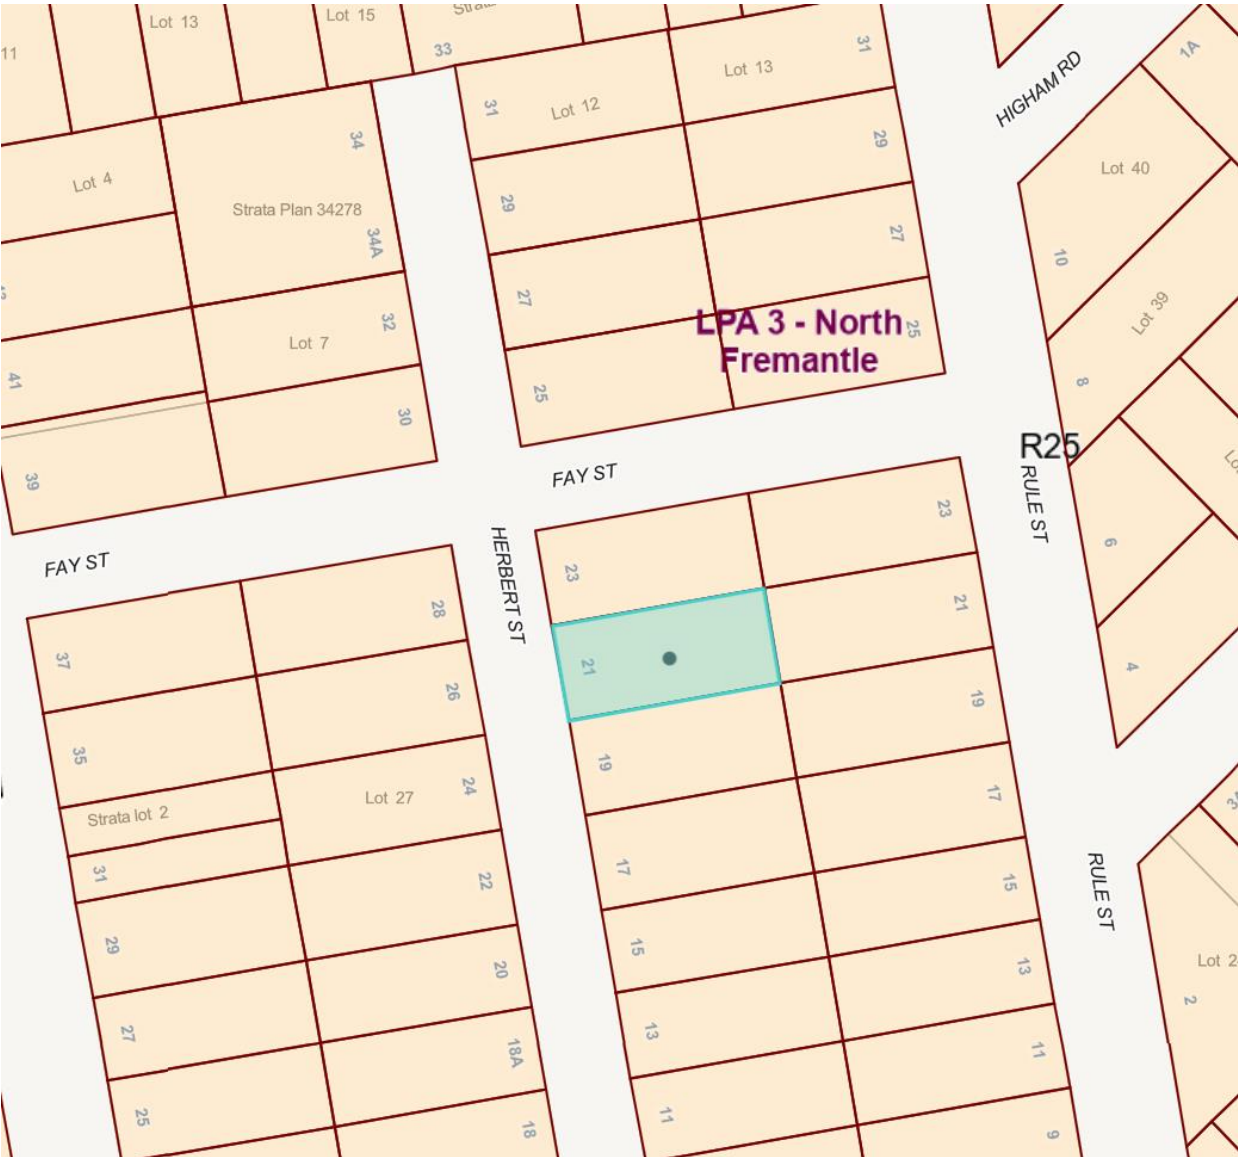 Lot 13
Lot 15
Strata
11
33
31
Lot 12
Lot 13
31
HIGHAM RD
1A
34
Lot 4
Strata Plan 34278
34A
29
29
Lot 40
27
10
27
32
Lot 7
LPA 3 - North
Fremantle
25
Lot 39
41
30
25
8
39
R25
FAY ST
RULE ST
23
FAY ST
HERBERT ST
23
6
28
21
37
21
4
26
19
35
19
24
Lot 27
17
Strata lot 2
31
17
22
15
RULE ST
29
15
20
13
Lot 2
2
27
13
18A
11
25
11
18
9